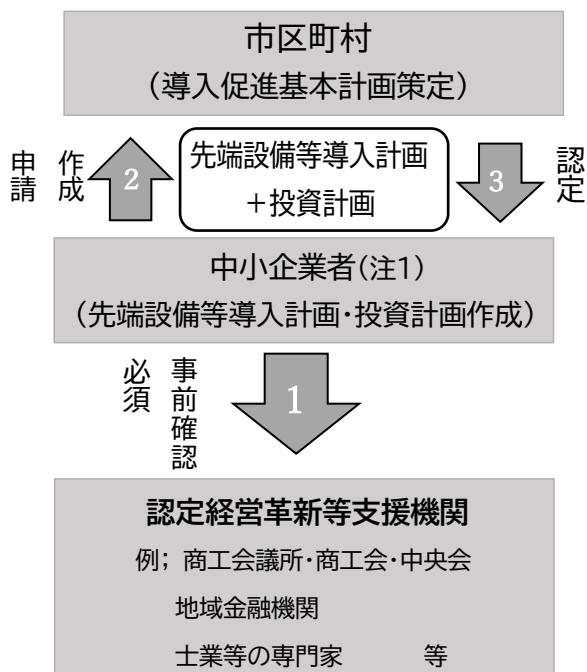 市区町村
（導入促進基本計画策定）
作成
申請
2
先端設備等導入計画
＋投資計画
3
認定
中小企業者(注1)
（先端設備等導入計画・投資計画作成）
事前確認
必須
1
認定経営革新等支援機関
例； 商工会議所・商工会・中央会
地域金融機関
士業等の専門家　　　等